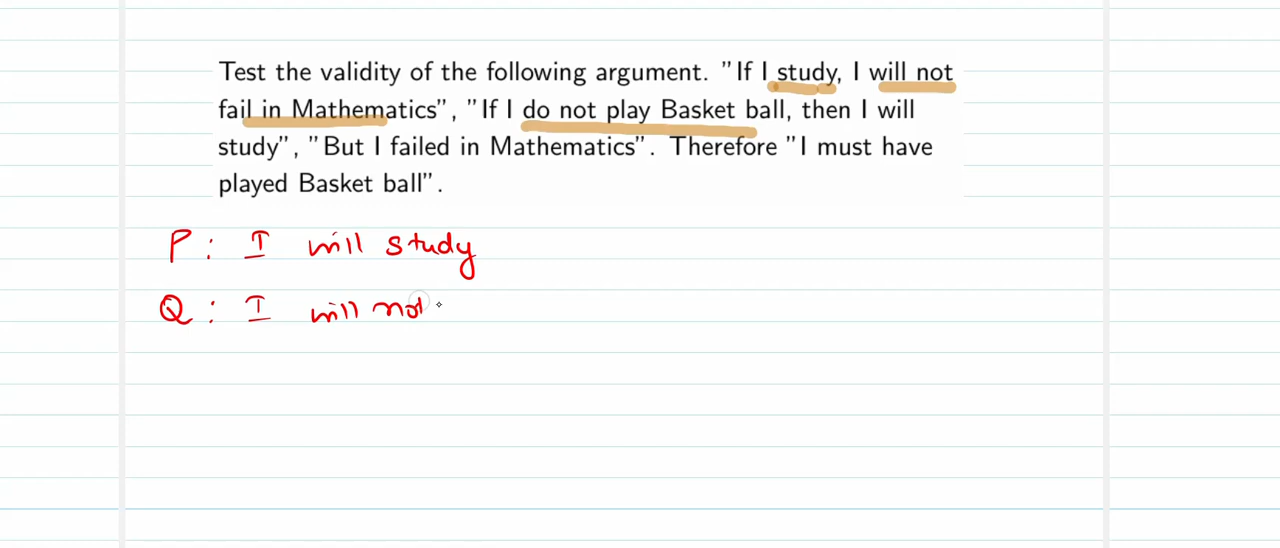 Test the validity of the following argument. "If I study, I will not
fail in Mathematics", "If I do not play Basket ball, then I will
study", "But I failed in Mathematics". Therefore "I must have
played Basket ball".
P : I will study
Q : I will not